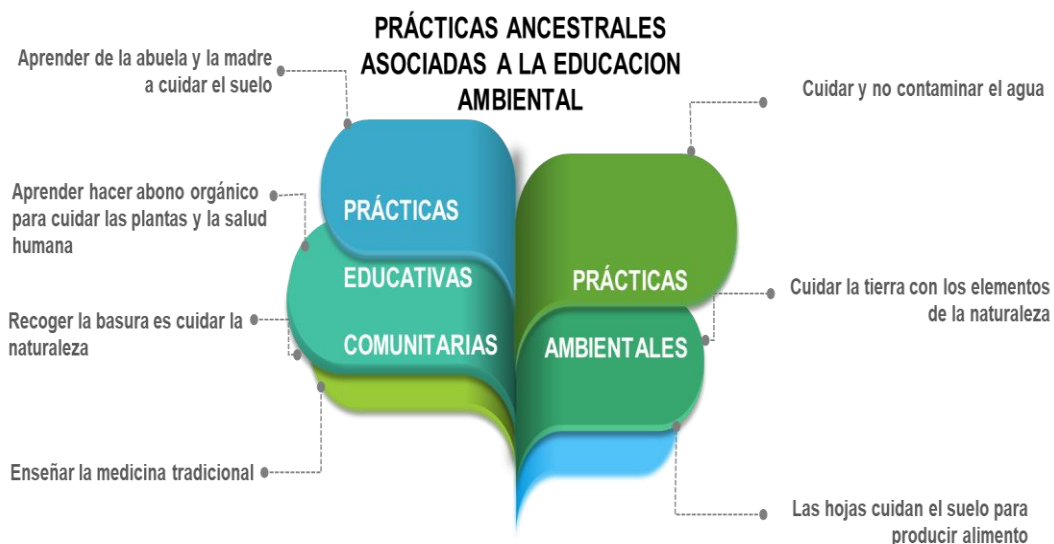 PRÁCTICAS ANCESTRALES
ASOCIADAS A LA EDUCACION
AMBIENTAL
Aprender de la abuela y la madre
a cuidar el suelo
Aprender hacer abono orgánico
para cuidar las plantas y la salud
humana
Recoger la basura es cuidar la
naturaleza
Enseñar la medicina tradicional
PRÁCTICAS
EDUCATIVAS
COMUNITARIAS
PRÁCTICAS
AMBIENTALES
Cuidar y no contaminar el agua
Cuidar la tierra con los elementos
de la naturaleza
Las hojas cuidan el suelo para
producir alimento